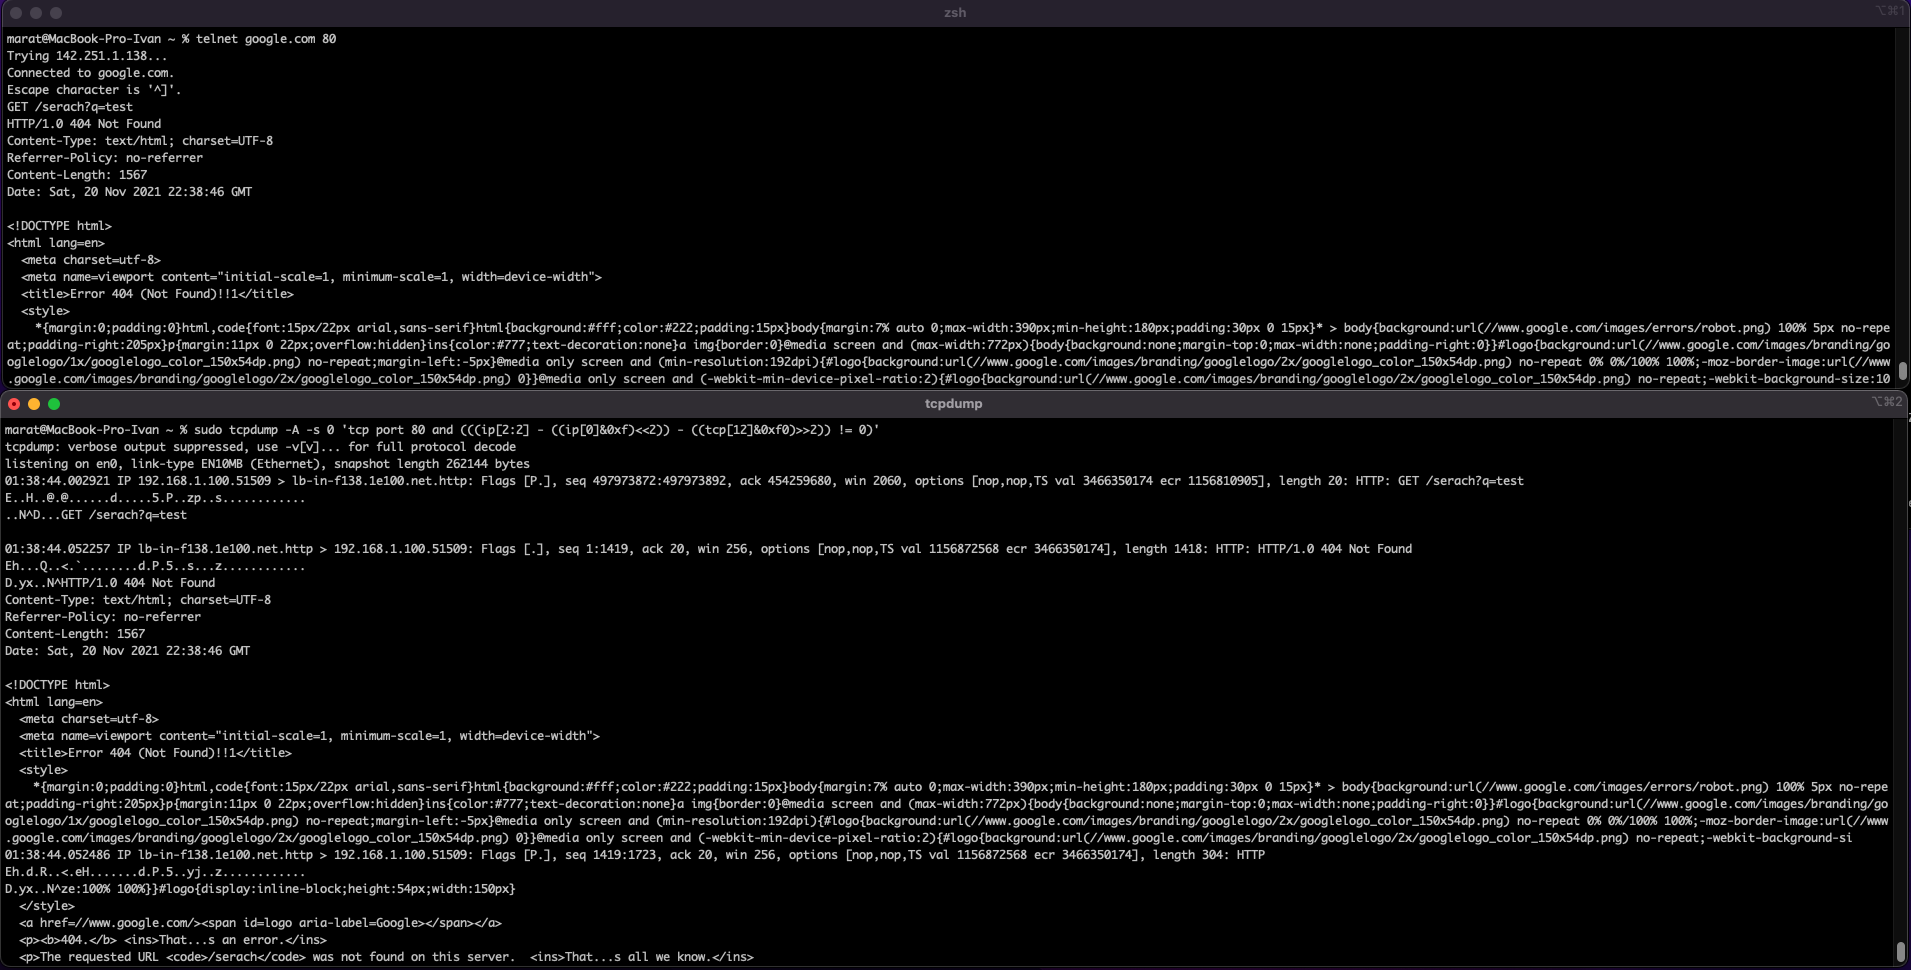 zsh
⌥⌘1
marat@MacBook-Pro-Ivan ~ % telnet google.com 80
Trying 142.251.1.138...
Connected to google.com.
Escape character is '^]'.
GET /serach?q=test
HTTP/1.0 404 Not Found
Content-Type: text/html; charset=UTF-8
Referrer-Policy: no-referrer
Content-Length: 1567
Date: Sat, 20 Nov 2021 22:38:46 GMT
<!DOCTYPE html>
<html lang=en>
  <meta charset=utf-8>
  <meta name=viewport content="initial-scale=1, minimum-scale=1, width=device-width">
  <title>Error 404 (Not Found)!!1</title>
  <style>
    *{margin:0;padding:0}html,code{font:15px/22px arial,sans-serif}html{background:#fff;color:#222;padding:15px}body{margin:7% auto 0;max-width:390px;min-height:180px;padding:30px 0 15px}* > body{background:url(//www.google.com/images/errors/robot.png) 100% 5px no-repe
at;padding-right:205px}p{margin:11px 0 22px;overflow:hidden}ins{color:#777;text-decoration:none}a img{border:0}@media screen and (max-width:772px){body{background:none;margin-top:0;max-width:none;padding-right:0}}#logo{background:url(//www.google.com/images/branding/go
oglelogo/1x/googlelogo_color_150x54dp.png) no-repeat;margin-left:-5px}@media only screen and (min-resolution:192dpi){#logo{background:url(//www.google.com/images/branding/googlelogo/2x/googlelogo_color_150x54dp.png) no-repeat 0% 0%/100% 100%;-moz-border-image:url(//www
.google.com/images/branding/googlelogo/2x/googlelogo_color_150x54dp.png) 0}}@media only screen and (-webkit-min-device-pixel-ratio:2){#logo{background:url(//www.google.com/images/branding/googlelogo/2x/googlelogo_color_150x54dp.png) no-repeat;-webkit-background-size:10
tcpdump
⌥⌘2
marat@MacBook-Pro-Ivan ~ % sudo tcpdump -A -s 0 'tcp port 80 and (((ip[2:2] - ((ip[0]&0xf)<<2)) - ((tcp[12]&0xf0)>>2)) != 0)'
tcpdump: verbose output suppressed, use -v[v]... for full protocol decode
listening on en0, link-type EN10MB (Ethernet), snapshot length 262144 bytes
01:38:44.002921 IP 192.168.1.100.51509 > lb-in-f138.1e100.net.http: Flags [P.], seq 497973872:497973892, ack 454259680, win 2060, options [nop,nop,TS val 3466350174 ecr 1156810905], length 20: HTTP: GET /serach?q=test
E..H..@.@......d.....5.P..zp..s............
..N^D...GET /serach?q=test
01:38:44.052257 IP lb-in-f138.1e100.net.http > 192.168.1.100.51509: Flags [.], seq 1:1419, ack 20, win 256, options [nop,nop,TS val 1156872568 ecr 3466350174], length 1418: HTTP: HTTP/1.0 404 Not Found
Eh...Q..<.`........d.P.5..s...z............
D.yx..N^HTTP/1.0 404 Not Found
Content-Type: text/html; charset=UTF-8
Referrer-Policy: no-referrer
Content-Length: 1567
Date: Sat, 20 Nov 2021 22:38:46 GMT
<!DOCTYPE html>
<html lang=en>
  <meta charset=utf-8>
  <meta name=viewport content="initial-scale=1, minimum-scale=1, width=device-width">
  <title>Error 404 (Not Found)!!1</title>
  <style>
    *{margin:0;padding:0}html,code{font:15px/22px arial,sans-serif}html{background:#fff;color:#222;padding:15px}body{margin:7% auto 0;max-width:390px;min-height:180px;padding:30px 0 15px}* > body{background:url(//www.google.com/images/errors/robot.png) 100% 5px no-repe
at;padding-right:205px}p{margin:11px 0 22px;overflow:hidden}ins{color:#777;text-decoration:none}a img{border:0}@media screen and (max-width:772px){body{background:none;margin-top:0;max-width:none;padding-right:0}}#logo{background:url(//www.google.com/images/branding/go
oglelogo/1x/googlelogo_color_150x54dp.png) no-repeat;margin-left:-5px}@media only screen and (min-resolution:192dpi){#logo{background:url(//www.google.com/images/branding/googlelogo/2x/googlelogo_color_150x54dp.png) no-repeat 0% 0%/100% 100%;-moz-border-image:url(//www
.google.com/images/branding/googlelogo/2x/googlelogo_color_150x54dp.png) 0}}@media only screen and (-webkit-min-device-pixel-ratio:2){#logo{background:url(//www.google.com/images/branding/googlelogo/2x/googlelogo_color_150x54dp.png) no-repeat;-webkit-background-si
01:38:44.052486 IP lb-in-f138.1e100.net.http > 192.168.1.100.51509: Flags [P.], seq 1419:1723, ack 20, win 256, options [nop,nop,TS val 1156872568 ecr 3466350174], length 304: HTTP
Eh.d.R..<.eH.......d.P.5..yj..z............
D.yx..N^ze:100% 100%}}#logo{display:inline-block;height:54px;width:150px}
  </style>
  <a href=//www.google.com/><span id=logo aria-label=Google></span></a>
  <p><b>404.</b> <ins>That...s an error.</ins>
  <p>The requested URL <code>/serach</code> was not found on this server.  <ins>That...s all we know.</ins>